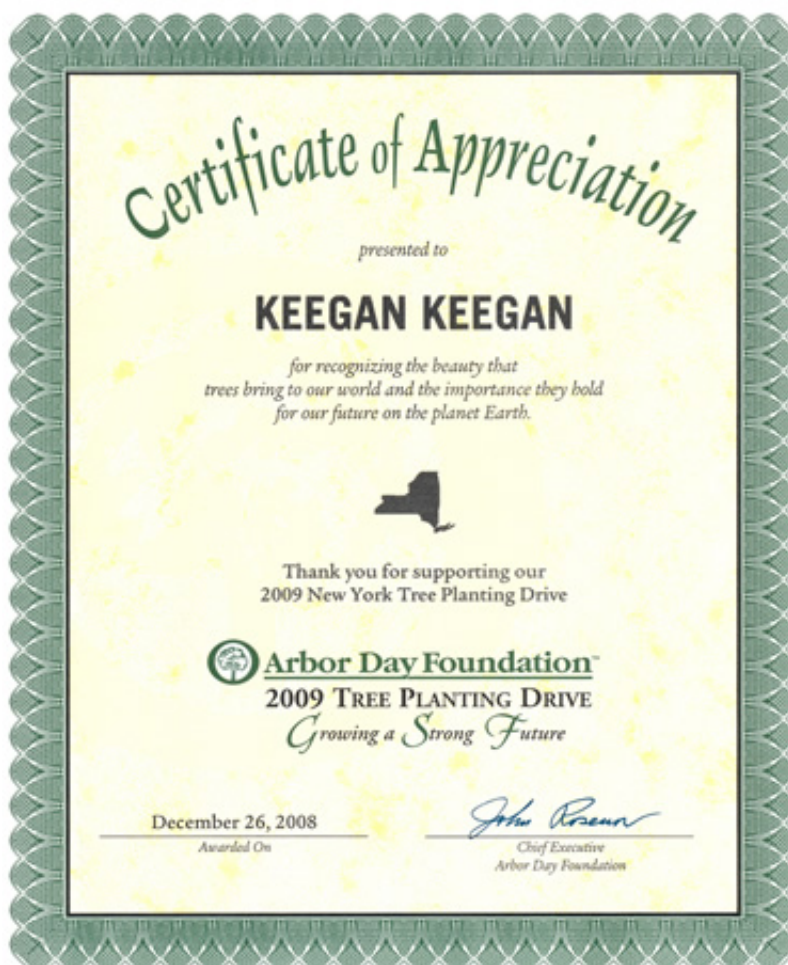 Certificate of Appreciation
presented to
KEEGAN KEEGAN
for recognizing the beauty that
trees bring to our world and the importance they hold
for our future on the planet Earth.
Thank you for supporting our
2009 New York Tree Planting Drive
Arbor Day Foundation™
2009 TREE PLANTING DRIVE
Growing a Strong Future
December 26, 2008
Awarded On
John Rosenow
Chief Executive
Arbor Day Foundation